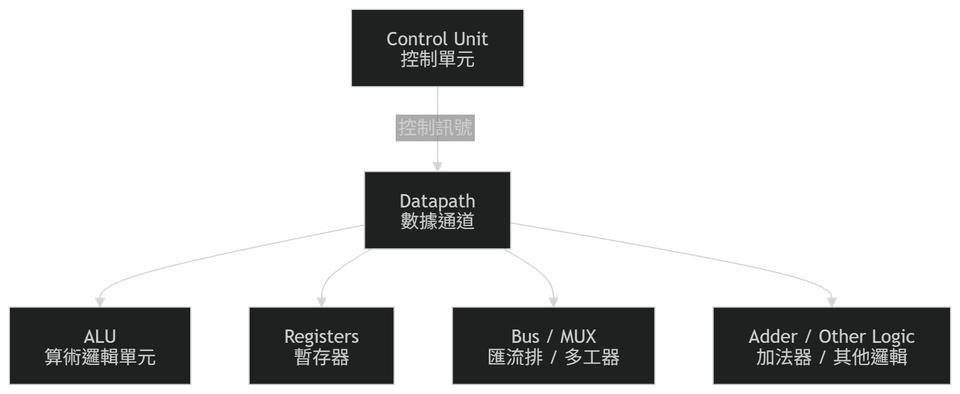 Control Unit
控制單元
控制訊號
Datapath
數據通道
ALU
算術邏輯單元
Registers
暫存器
Bus / MUX
匯流排 / 多工器
Adder / Other Logic
加法器 / 其他邏輯